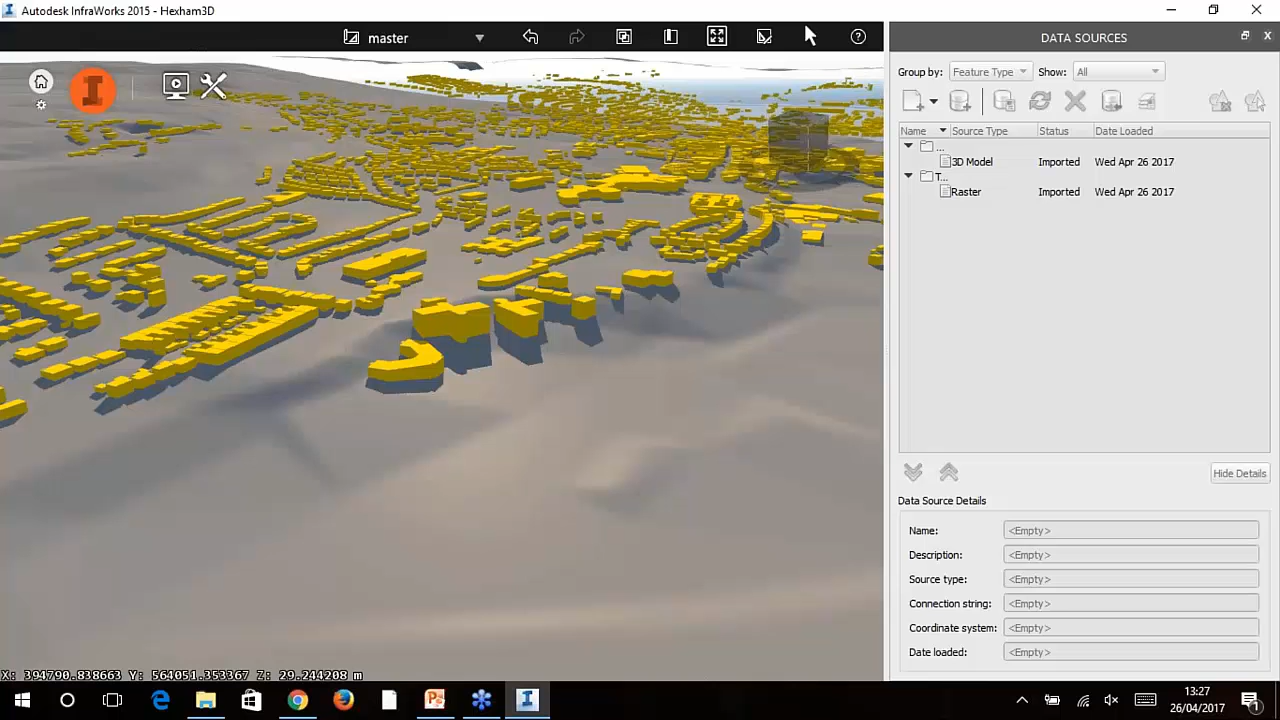 Autodesk InfraWorks 2015 - Hexham3D
master
DATA SOURCES
Group by: Feature Type Show: All
Name Source Type Status Date Loaded
...
3D Model Imported Wed Apr 26 2017
T...
Raster Imported Wed Apr 26 2017
Hide Details
Data Source Details
Name: <Empty>
Description: <Empty>
Source type: <Empty>
Connection string: <Empty>
Coordinate system: <Empty>
Date loaded: <Empty>
X: 394790.838663 Y: 564051.353367 Z: 29.244208 m
13:27
26/04/2017
1